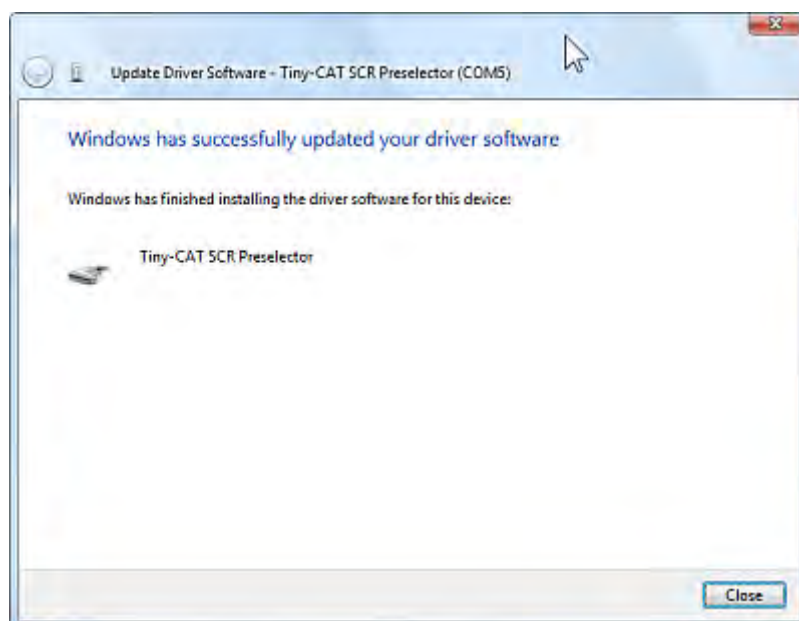 Update Driver Software - Tiny-CAT SCR Preselector (COM5)
Windows has successfully updated your driver software
Windows has finished installing the driver software for this device:
Tiny-CAT SCR Preselector
Close